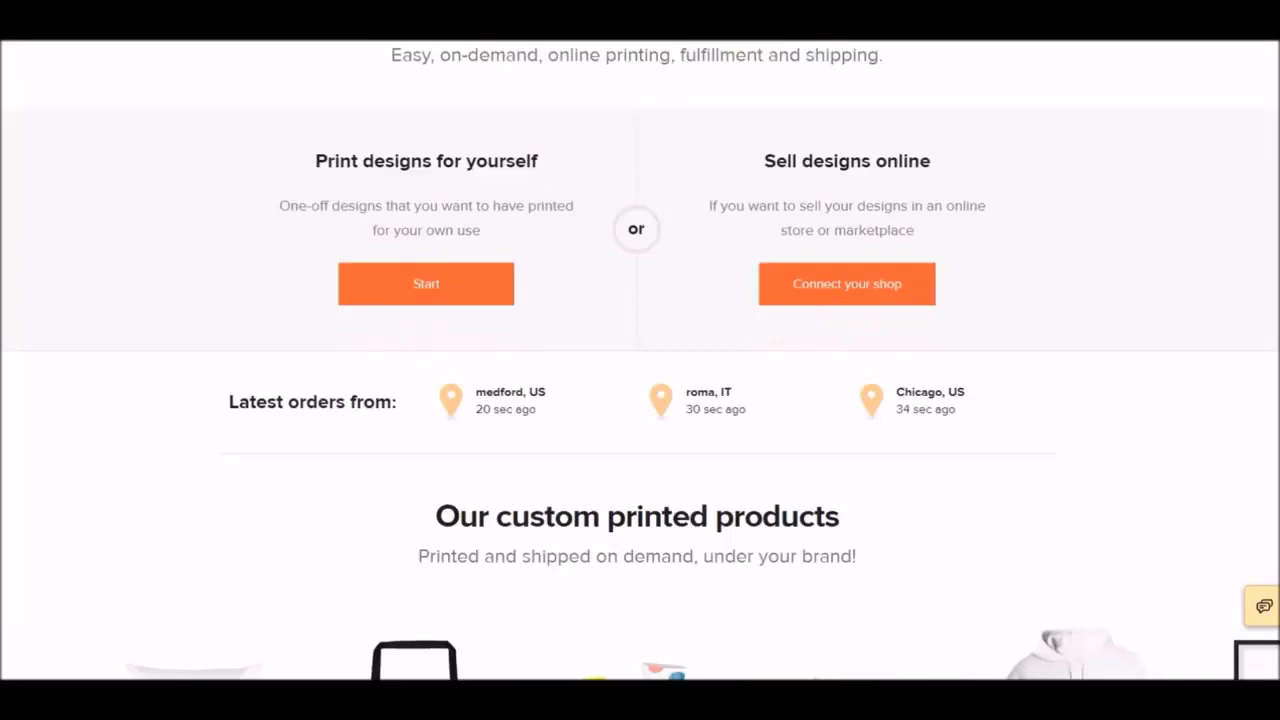 Easy, on-demand, online printing, fulfillment and shipping.
Print designs for yourself
One-off designs that you want to have printed
for your own use
Start
or
Sell designs online
If you want to sell your designs in an online
store or marketplace
Connect your shop
Latest orders from:
medford, US
20 sec ago
roma, IT
30 sec ago
Chicago, US
34 sec ago
Our custom printed products
Printed and shipped on demand, under your brand!